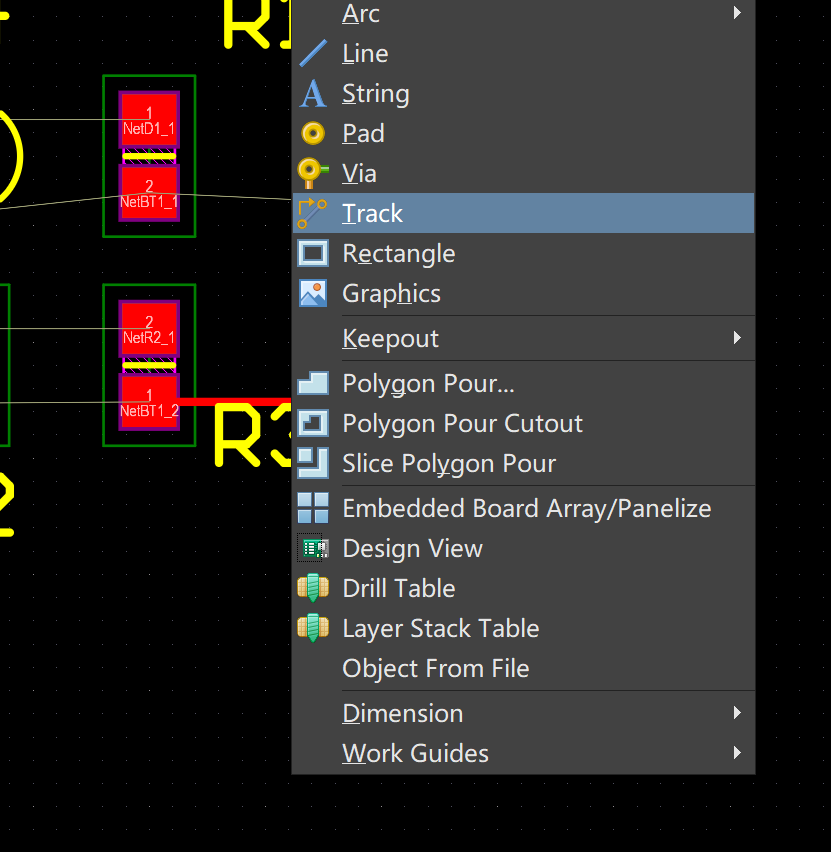 Arc
Line
String
Pad
Via
Track
Rectangle
Graphics
Keepout
Polygon Pour...
Polygon Pour Cutout
Slice Polygon Pour
Embedded Board Array/Panelize
Design View
Drill Table
Layer Stack Table
Object From File
Dimension
Work Guides
1
NetD1_1
2
NetBT1_1
2
NetR2_1
1
NetBT1_2
R3